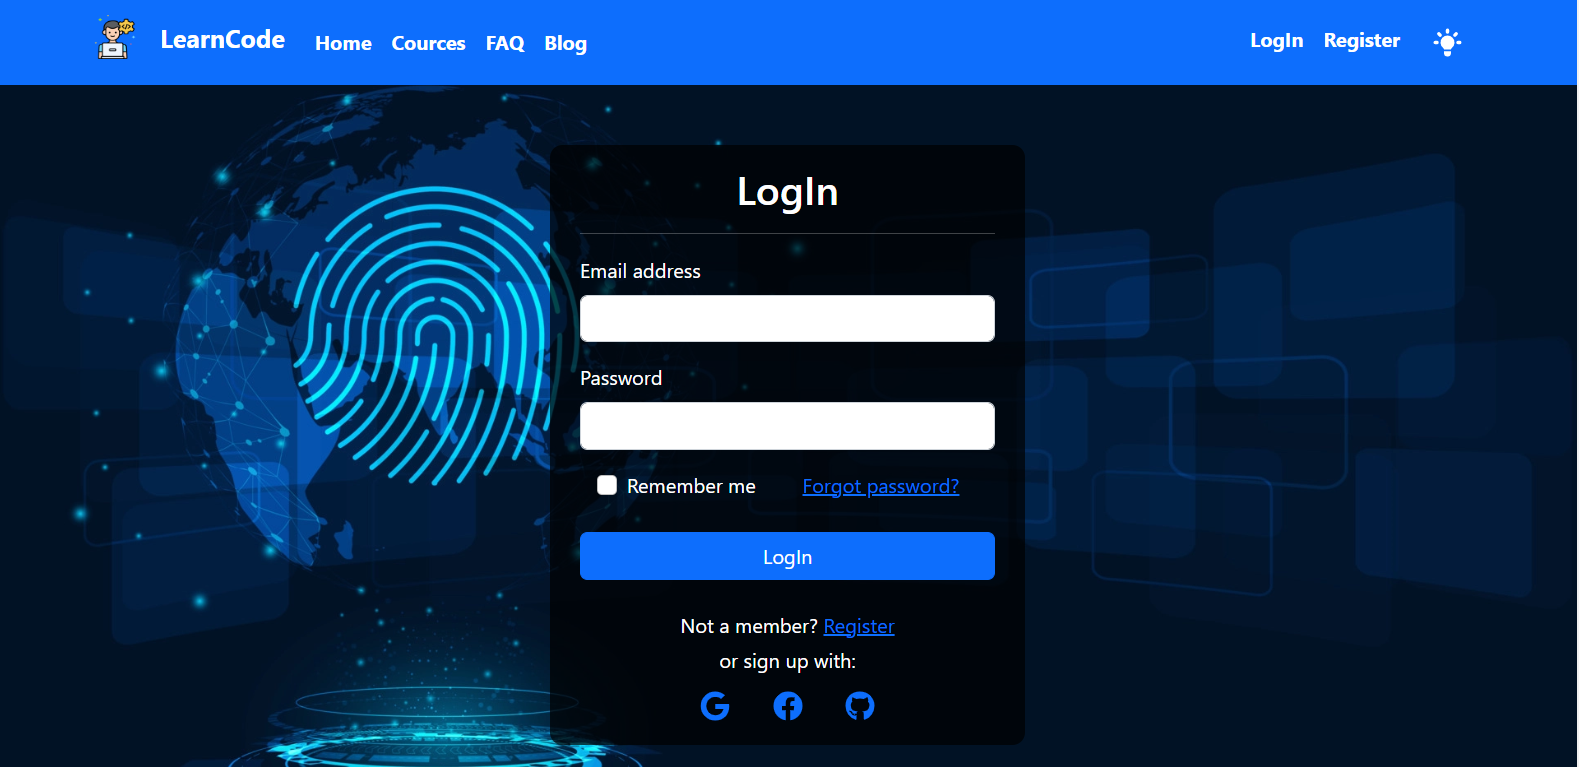 LearnCode Home Cources FAQ Blog LogIn Register
LogIn
Email address
Password
Remember me Forgot password?
LogIn
Not a member? Register
or sign up with: